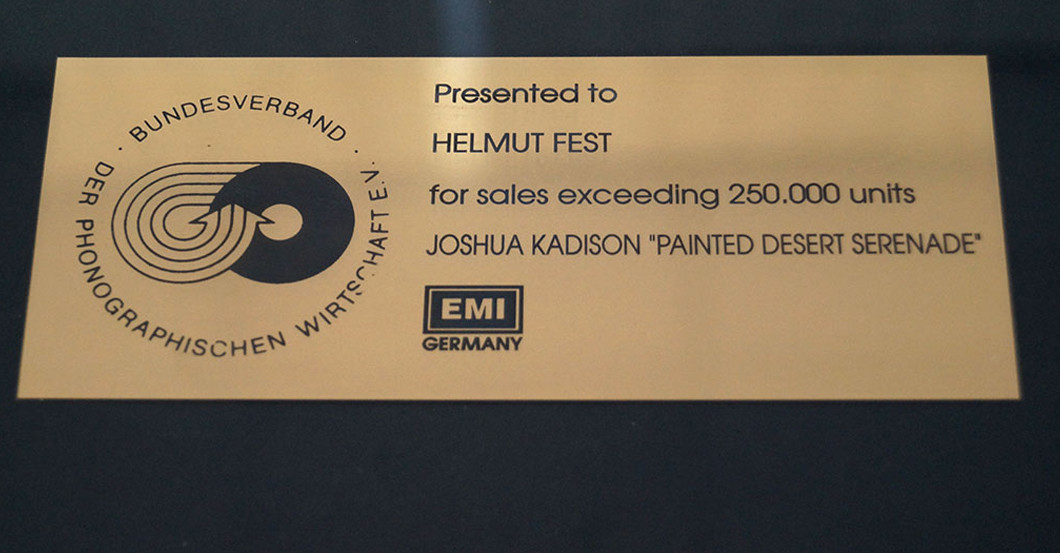 · BUNDESVERBAND ·
DER PHONOGRAPHISCHEN WIRTSCHAFT E.V.
Presented to
HELMUT FEST
for sales exceeding 250.000 units
JOSHUA KADISON "PAINTED DESERT SERENADE"
EMI
GERMANY